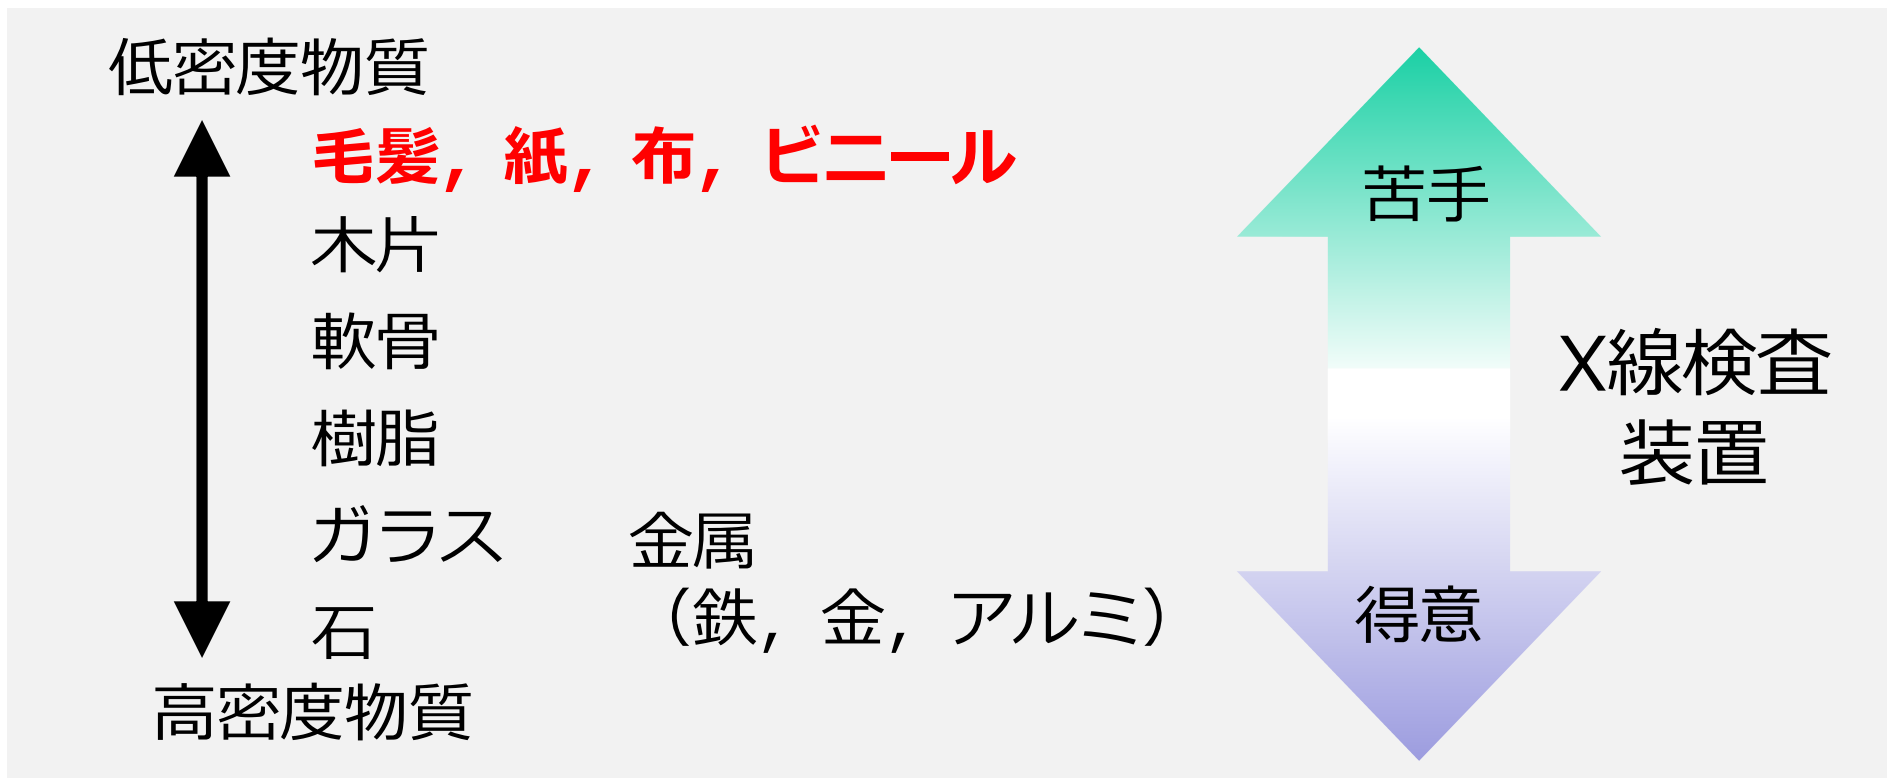 低密度物質
毛髪，紙，布，ビニール
木片
軟骨
樹脂
ガラス
石
高密度物質
金属
（鉄，金，アルミ）
苦手
得意
X線検査
装置